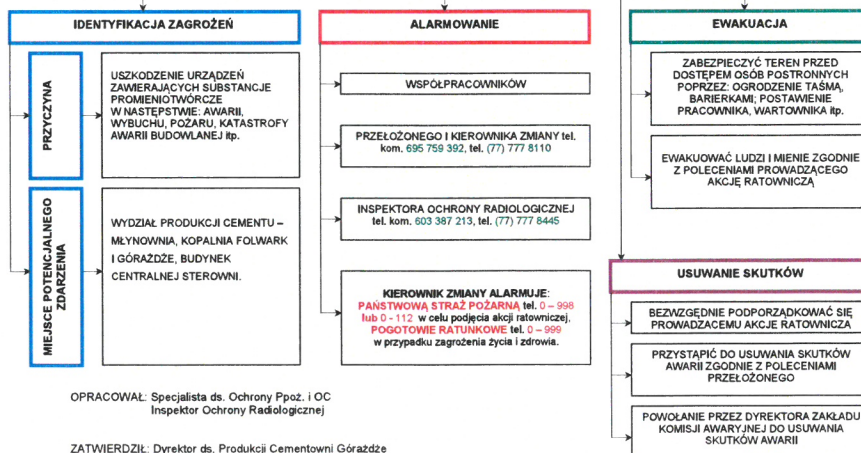 IDENTYFIKACJA ZAGROŻEŃ
PRZYCZYNA
USZKODZENIE URZĄDZEŃ
ZAWIERAJĄCYCH SUBSTANCJE
PROMIENIOTWÓRCZE
W NASTĘPSTWIE: AWARII,
WYBUCHU, POŻARU, KATASTROFY
AWARII BUDOWLANEJ itp.
MIEJSCE POTENCJALNEGO
ZDARZENIA
WYDZIAŁ PRODUKCJI CEMENTU –
MŁYNOWNIA, KOPALNIA FOLWARK
I GÓRAŻDŻE, BUDYNEK
CENTRALNEJ STEROWNI.
ALARMOWANIE
WSPÓŁPRACOWNIKÓW
PRZEŁOŻONEGO I KIEROWNIKA ZMIANY tel.
kom. 695 759 392, tel. (77) 777 8110
INSPEKTORA OCHRONY RADIOLOGICZNEJ
tel. kom. 603 387 213, tel. (77) 777 8445
KIEROWNIK ZMIANY ALARMUJE:
PAŃSTWOWĄ STRAŻ POŻARNĄ tel. 0 – 998
lub 0 - 112 w celu podjęcia akcji ratowniczej,
POGOTOWIE RATUNKOWE tel. 0 – 999
w przypadku zagrożenia życia i zdrowia.
EWAKUACJA
ZABEZPIECZYĆ TEREN PRZED
DOSTĘPEM OSÓB POSTRONNYCH
POPRZEZ: OGRODZENIE TAŚMĄ,
BARIERKAMI; POSTAWIENIE
PRACOWNIKA, WARTOWNIKA itp.
EWAKUOWAĆ LUDZI I MIENIE ZGODNIE
Z POLECENIAMI PROWADZĄCEGO
AKCJĘ RATOWNICZĄ
USUWANIE SKUTKÓW
BEZWZGĘDNIE PODPORZĄDKOWAĆ SIĘ
PROWADZACEMU AKCJE RATOWNICZĄ
PRZYSTĄPIĆ DO USUWANIA SKUTKÓW
AWARII ZGODNIE Z POLECENIAMI
PRZEŁOŻONEGO
POWOŁANIE PRZEZ DYREKTORA ZAKŁADU
KOMISJI AWARYJNEJ DO USUWANIA
SKUTKÓW AWARII
OPRACOWAŁ: Specjalista ds. Ochrony Ppoż. i OC
Inspektor Ochrony Radiologicznej
ZATWIERDZIŁ: Dyrektor ds. Produkcji Cementowni Górażdże